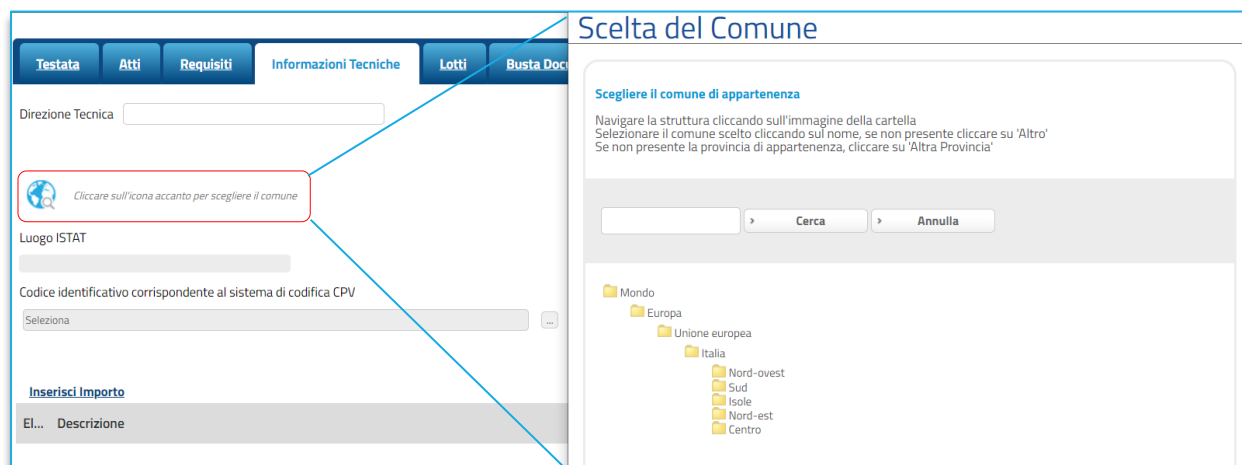 Testata
Atti
Requisiti
Informazioni Tecniche
Lotti
Busta Docu
Direzione Tecnica
Cliccare sull'icona accanto per scegliere il comune
Luogo ISTAT
Codice identificativo corrispondente al sistema di codifica CPV
Seleziona
...
Inserisci Importo
El... Descrizione
Scelta del Comune
Scegliere il comune di appartenenza
Navigare la struttura cliccando sull'immagine della cartella
Selezionare il comune scelto cliccando sul nome, se non presente cliccare su 'Altro'
Se non presente la provincia di appartenenza, cliccare su 'Altra Provincia'
› Cerca
› Annulla
Mondo
Europa
Unione europea
Italia
Nord-ovest
Sud
Isole
Nord-est
Centro